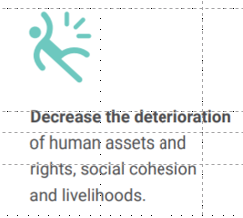 Decrease the deterioration
of human assets and
rights, social cohesion
and livelihoods.